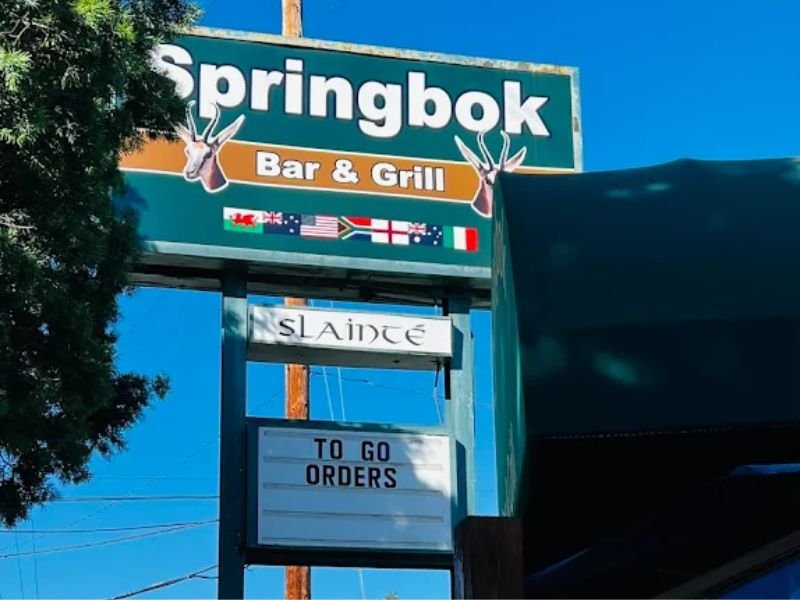 Springbok
Bar & Grill
SLAINTÉ
TO GO
ORDERS